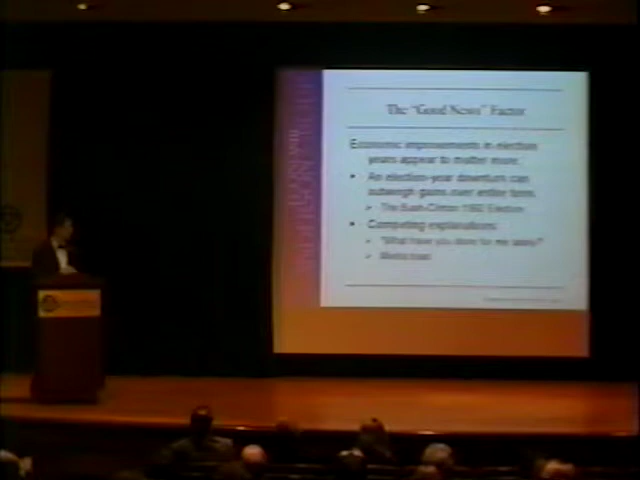 The "Good News" Factor
Economic improvements in election
years appear to matter more.
An election-year downturn can
outweigh gains over entire term.
The Bush-Clinton 1992 Election
Competing explanations:
"What have you done for me lately?"